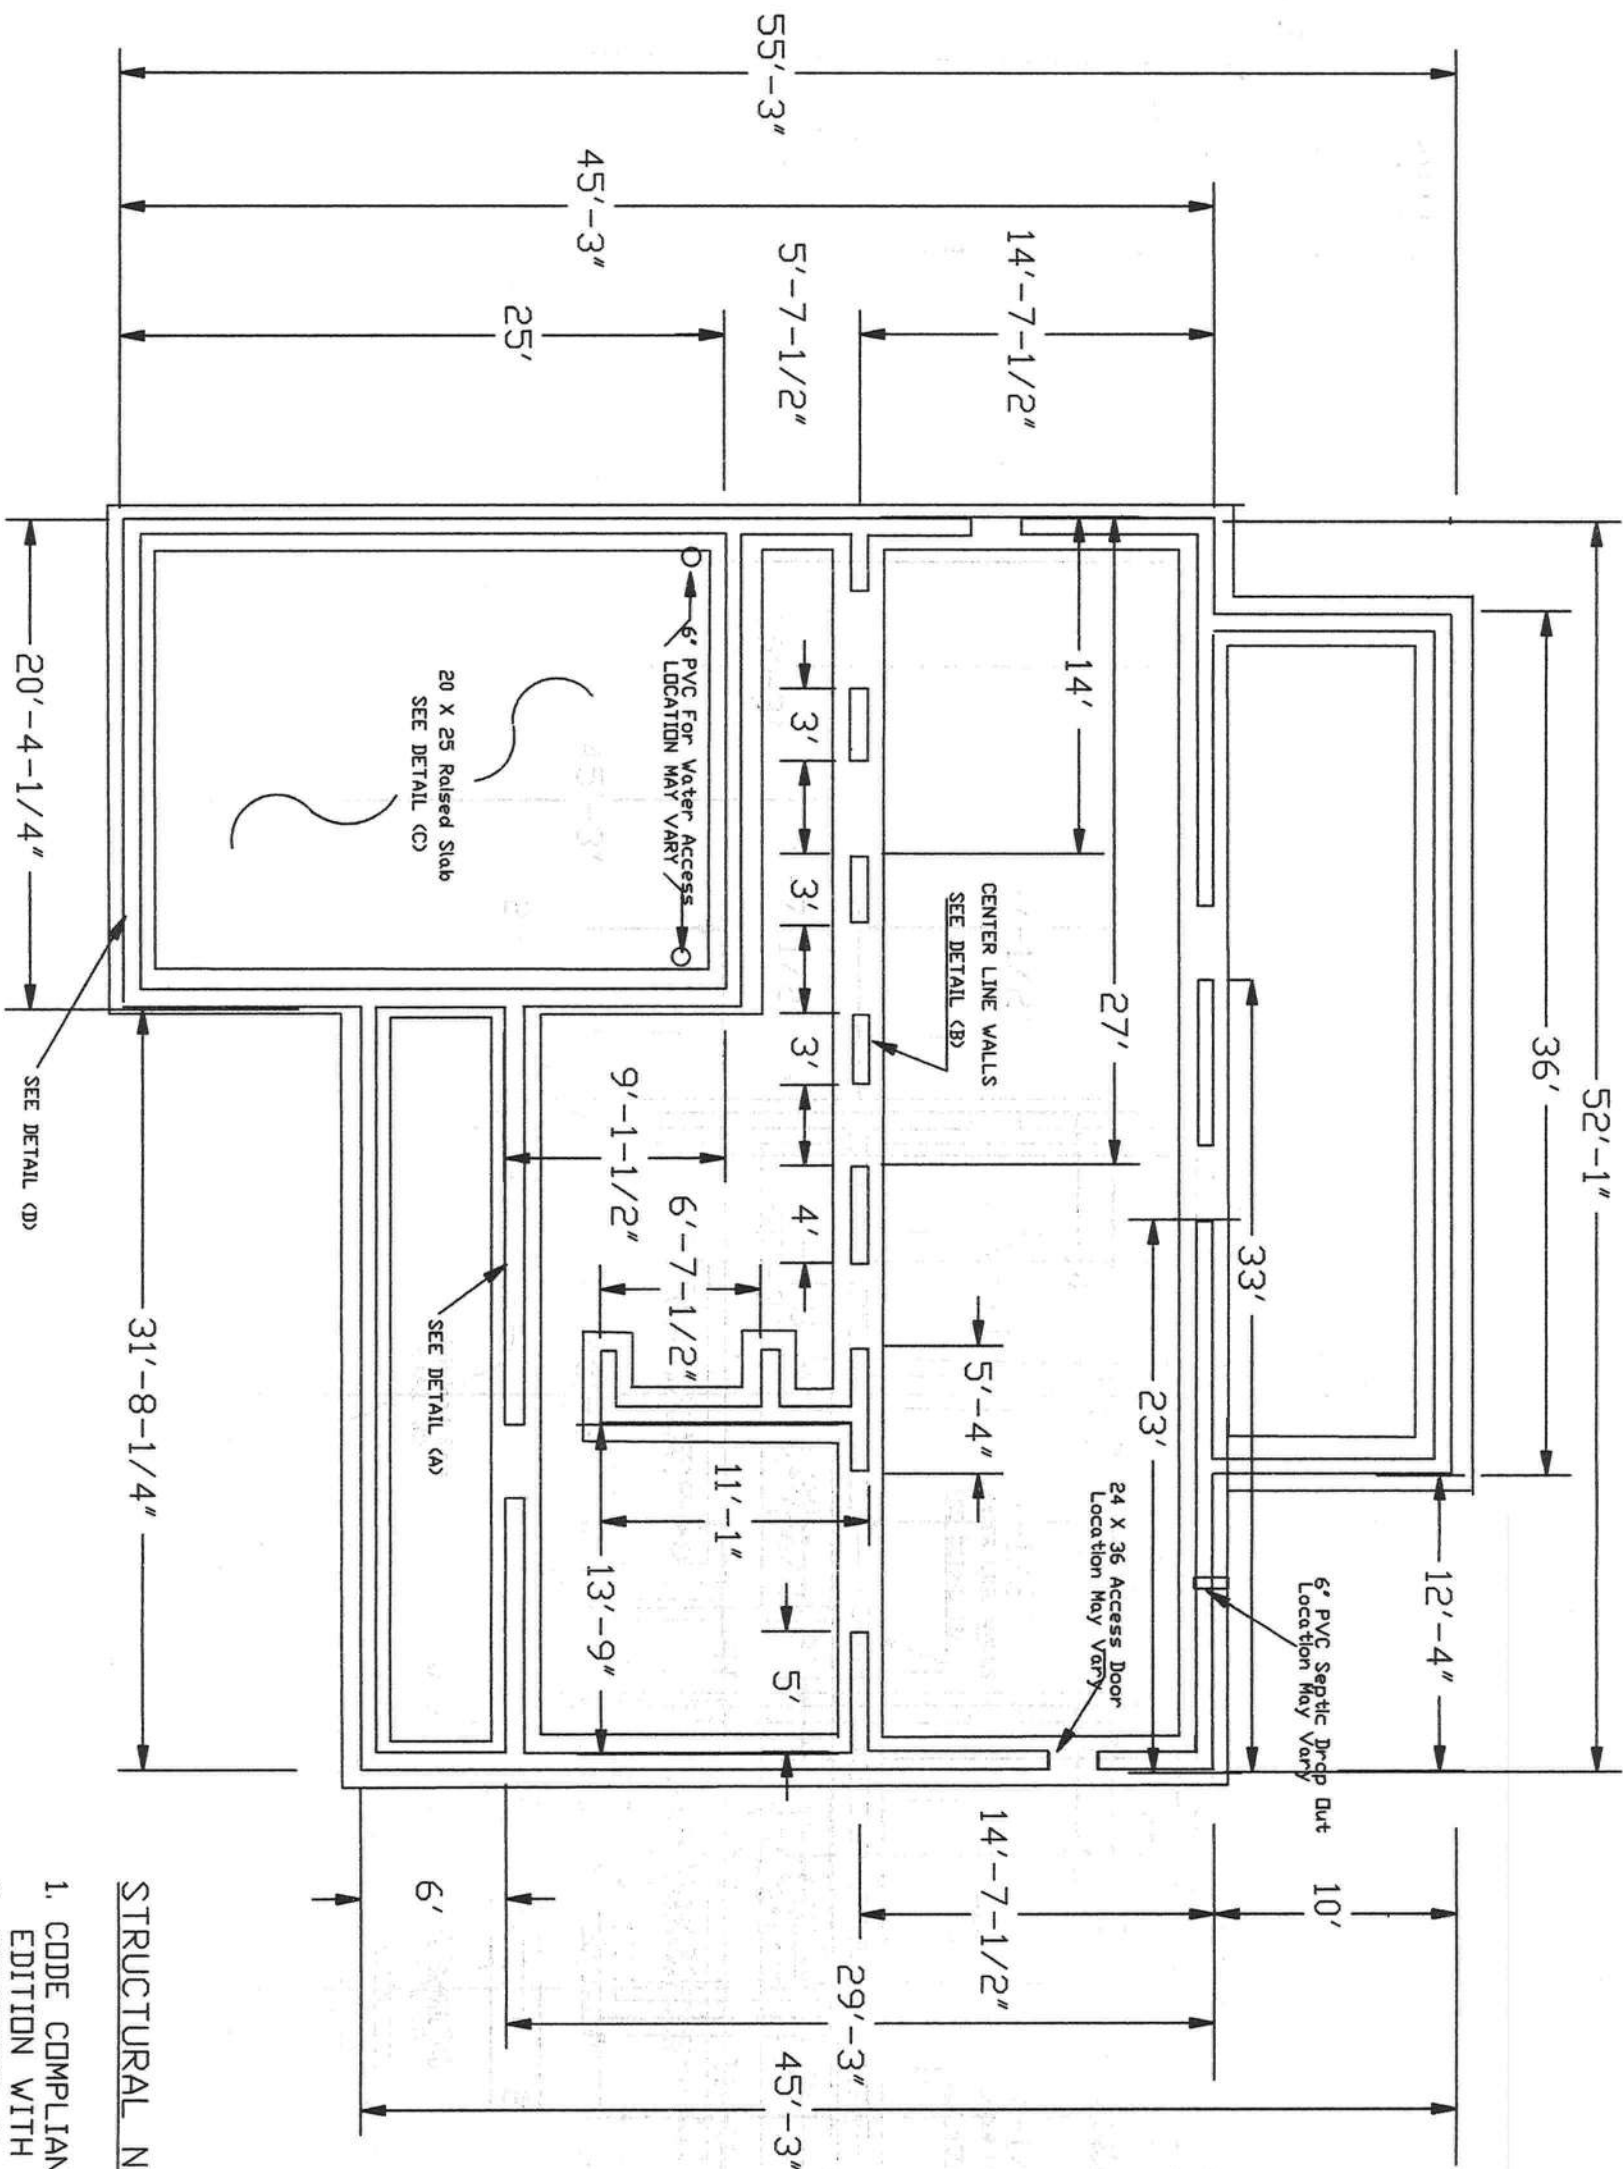 52'-1"
36'
12'-4"
33'
23'
27'
14'
5'-4"
6" PVC Septic Drop Out
Location May Vary
24 X 36 Access Door
Location May Vary
CENTER LINE WALLS
SEE DETAIL (B)
55'-3"
45'-3"
14'-7-1/2"
5'-7-1/2"
25'
3'
3'
3'
4'
5'
6" PVC For Water Access
LOCATION MAY VARY
20 X 25 Raised Slab
SEE DETAIL (C)
9'-1-1/2"
6'-7-1/2"
11'-1"
13'-9"
SEE DETAIL (A)
SEE DETAIL (D)
20'-4-1/4"
31'-8-1/4"
10'
14'-7-1/2"
29'-3"
45'-3"
6'
STRUCTURAL N
1. CODE COMPLIAN
EDITION WITH